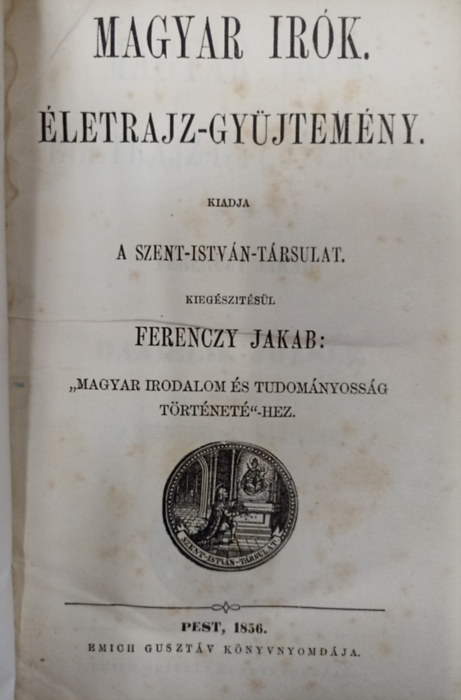 MAGYAR IRÓK.
ÉLETRAJZ-GYÜJTEMÉNY.
KIADJA
A SZENT-ISTVÁN-TÁRSULAT.
KIEGÉSZITÉSÜL
FERENCZY JAKAB:
„MAGYAR IRODALOM ÉS TUDOMÁNYOSSÁG
TÖRTÉNETÉ“-HEZ.
SZENT-ISTVÁN-TÁRSULAT
PEST, 1856.
EMICH GUSZTÁV KÖNYVNYOMDÁJA.